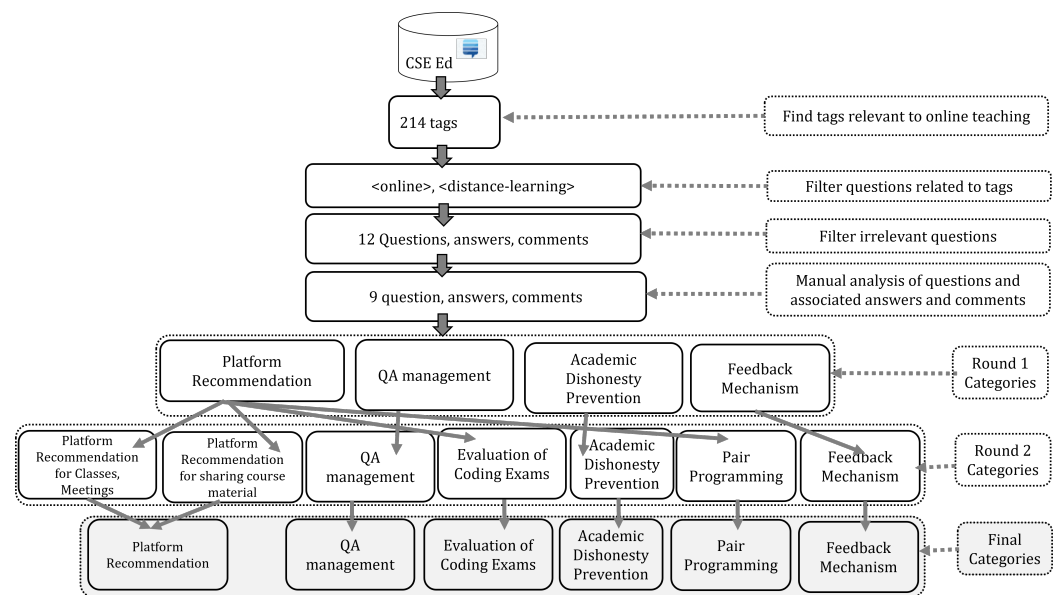 CSE Ed
214 tags
Find tags relevant to online teaching
<online>, <distance-learning>
Filter questions related to tags
12 Questions, answers, comments
Filter irrelevant questions
9 question, answers, comments
Manual analysis of questions and
associated answers and comments
Platform
Recommendation
QA management
Academic
Dishonesty
Prevention
Feedback
Mechanism
Round 1
Categories
Platform
Recommendation
for Classes,
Meetings
Platform
Recommendation
for sharing course
material
QA
management
Evaluation of
Coding Exams
Academic
Dishonesty
Prevention
Pair
Programming
Feedback
Mechanism
Round 2
Categories
Platform
Recommendation
QA
management
Evaluation of
Coding Exams
Academic
Dishonesty
Prevention
Pair
Programming
Feedback
Mechanism
Final
Categories